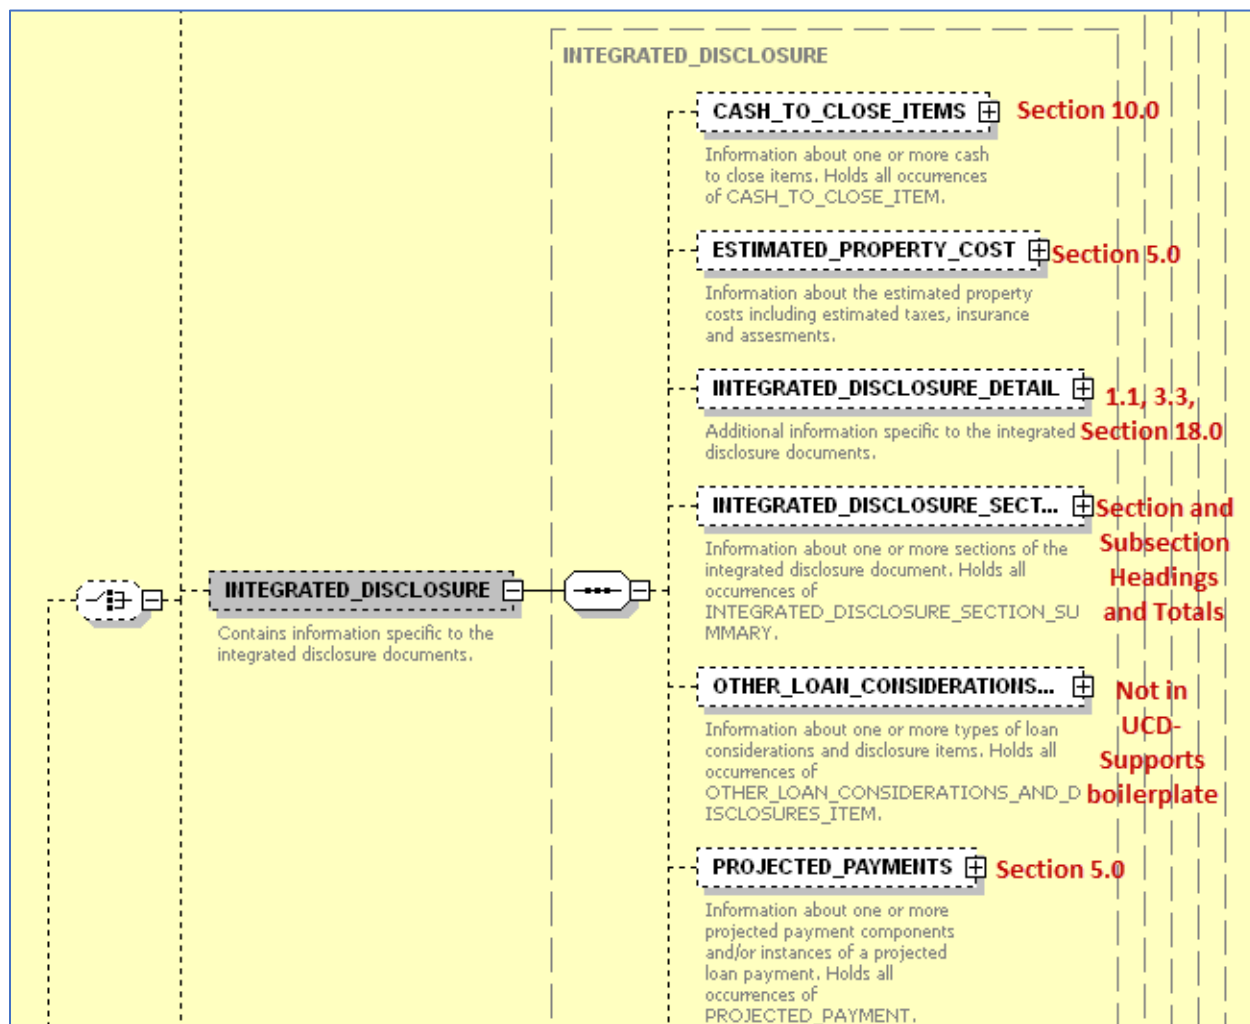 INTEGRATED_DISCLOSURE
CASH_TO_CLOSE_ITEMS Section 10.0
Information about one or more cash
to close items. Holds all occurrences
of CASH_TO_CLOSE_ITEM.
ESTIMATED_PROPERTY_COST Section 5.0
Information about the estimated property
costs including estimated taxes, insurance
and assesments.
INTEGRATED_DISCLOSURE_DETAIL
1.1, 3.3,
Section 18.0
Additional information specific to the integrated
disclosure documents.
INTEGRATED_DISCLOSURE_SECT...
Section and
Subsection
Headings
and Totals
Information about one or more sections of the
integrated disclosure document. Holds all
occurrences of
INTEGRATED_DISCLOSURE_SECTION_SU
MMARY.
INTEGRATED_DISCLOSURE
Contains information specific to the
integrated disclosure documents.
OTHER_LOAN_CONSIDERATIONS...
Not in
UCD-
Supports
boilerplate
Information about one or more types of loan
considerations and disclosure items. Holds all
occurrences of
OTHER_LOAN_CONSIDERATIONS_AND_D
ISCLOSURES_ITEM.
PROJECTED_PAYMENTS Section 5.0
Information about one or more
projected payment components
and/or instances of a projected
loan payment. Holds all
occurrences of
PROJECTED_PAYMENT.